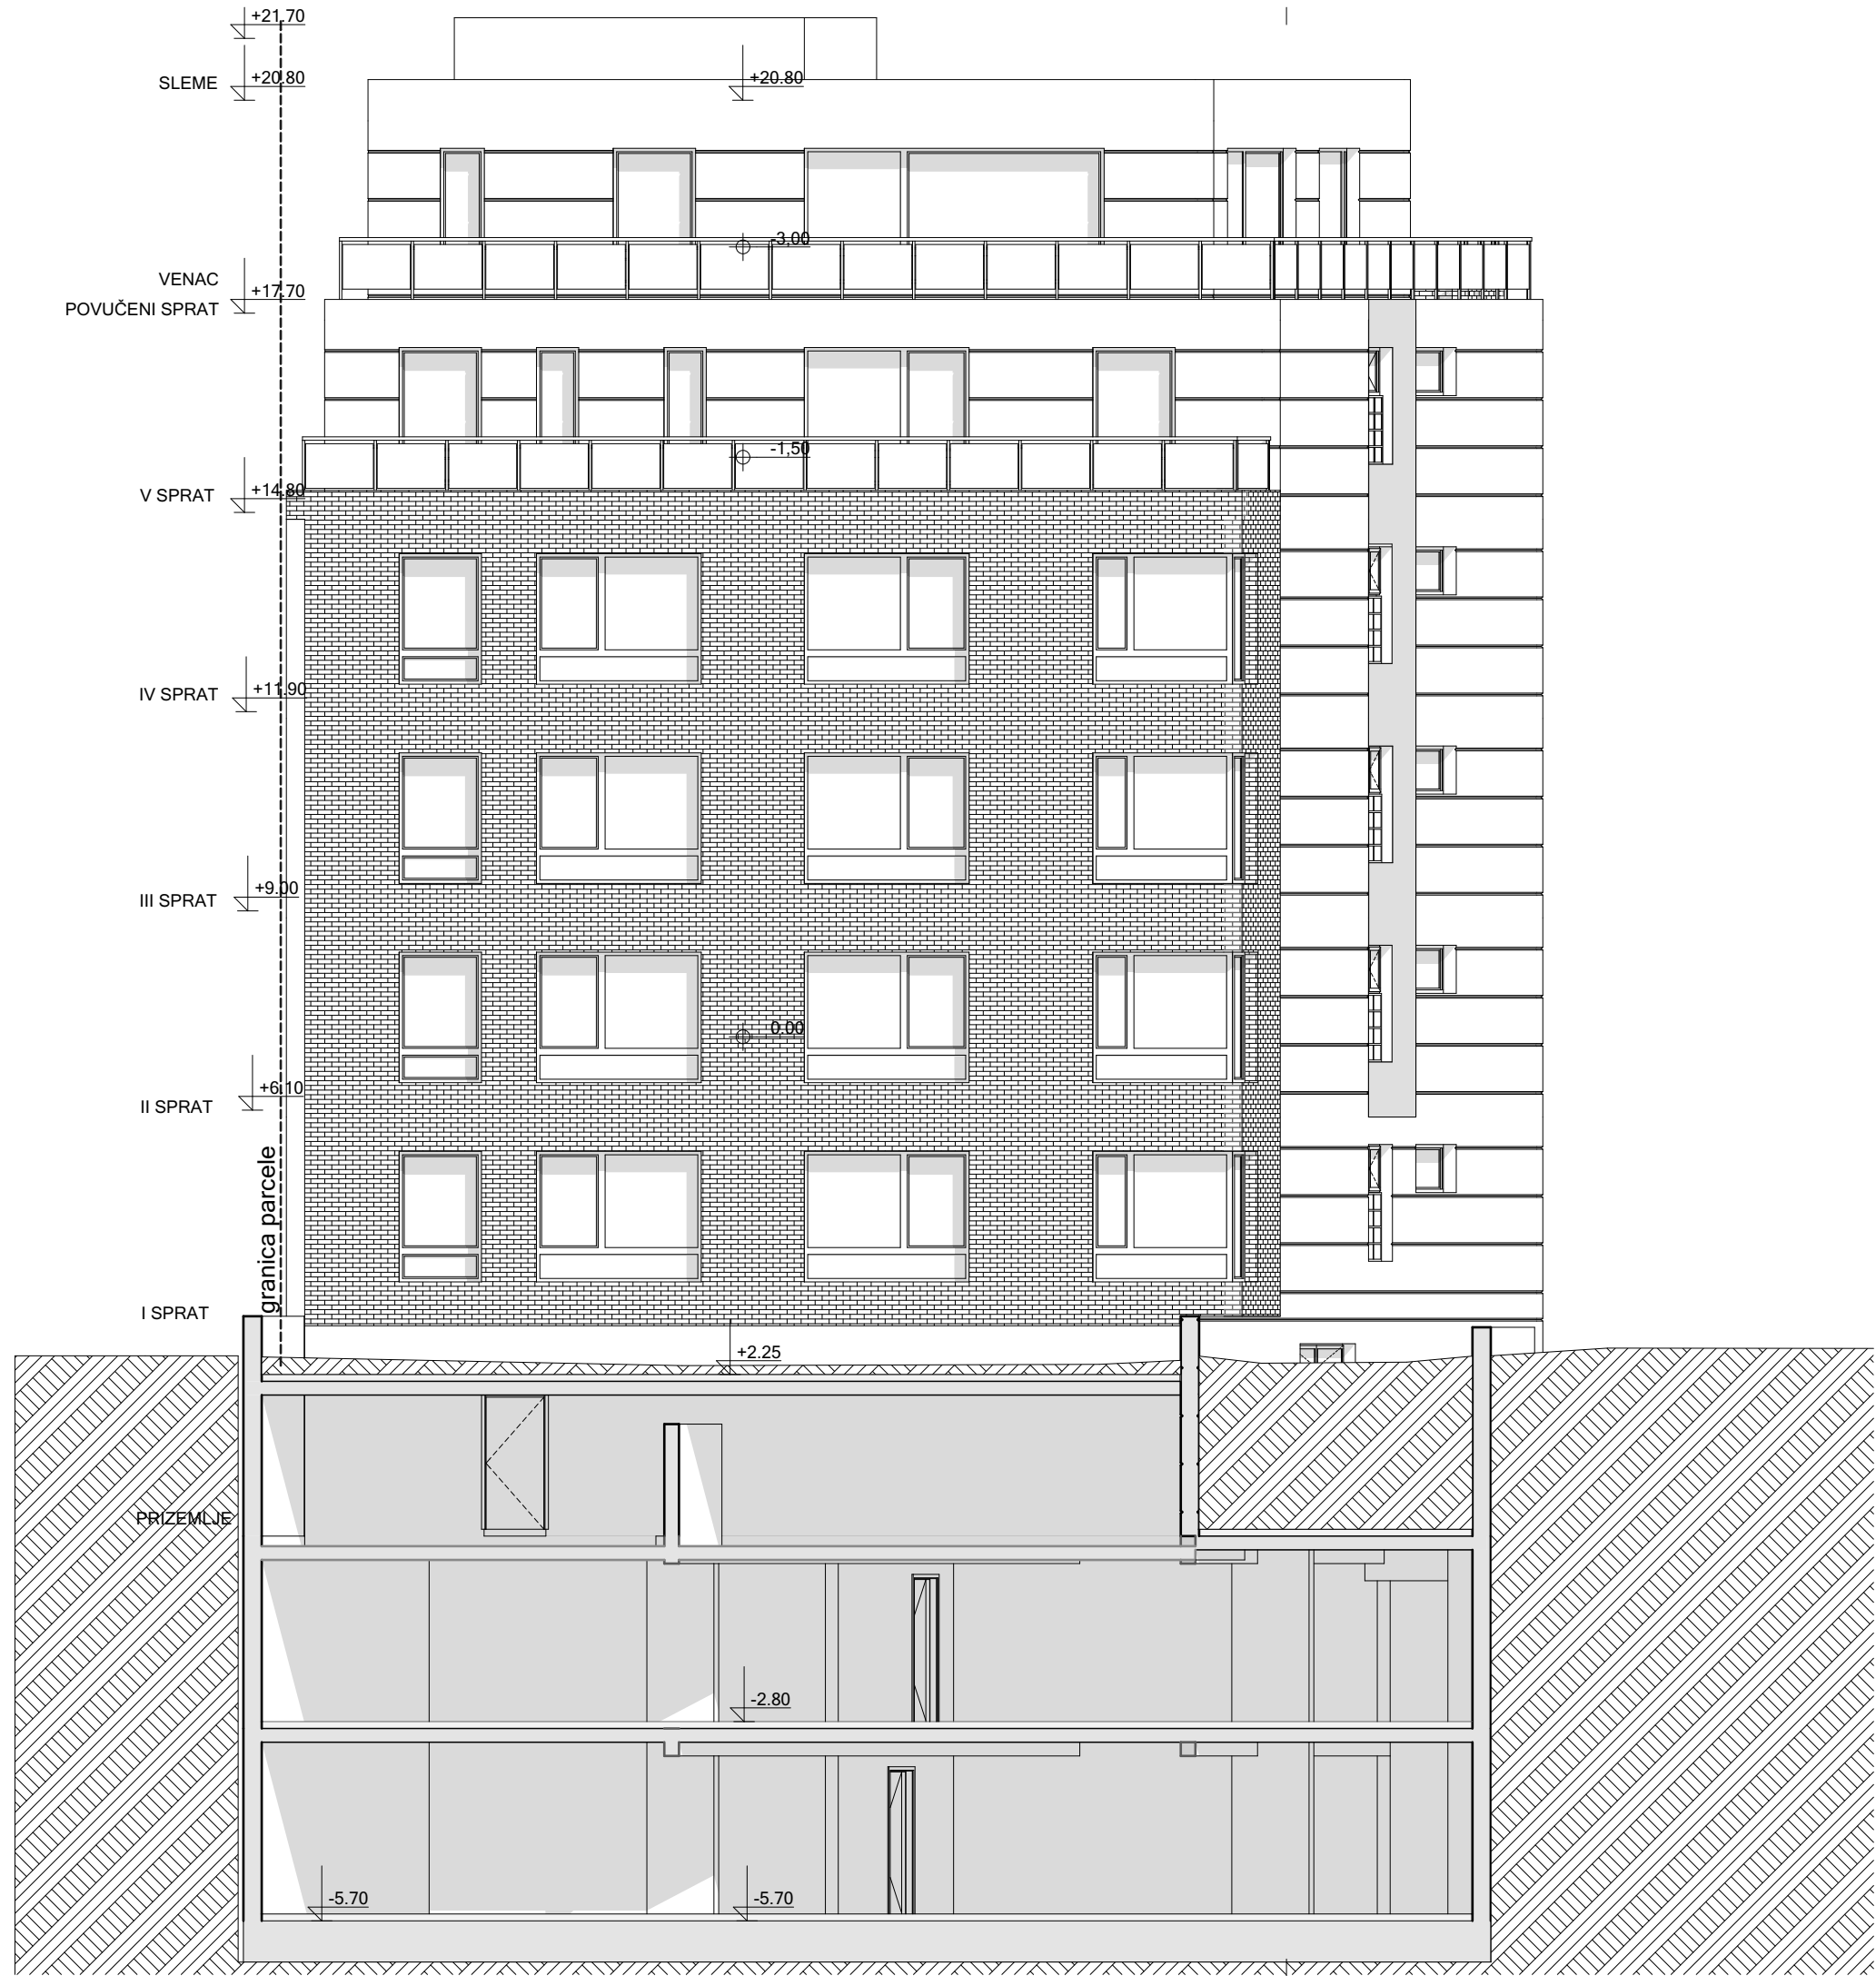 +21.70
SLEME
+20.80
+20.80
-3,00
VENAC
+17.70
POVUČENI SPRAT
-1,50
V SPRAT
+14.80
IV SPRAT
+11.90
III SPRAT
+9.00
0.00
II SPRAT
+6.10
granica parcele
I SPRAT
+2.25
PRIZEMLJE
-2.80
-5.70
-5.70